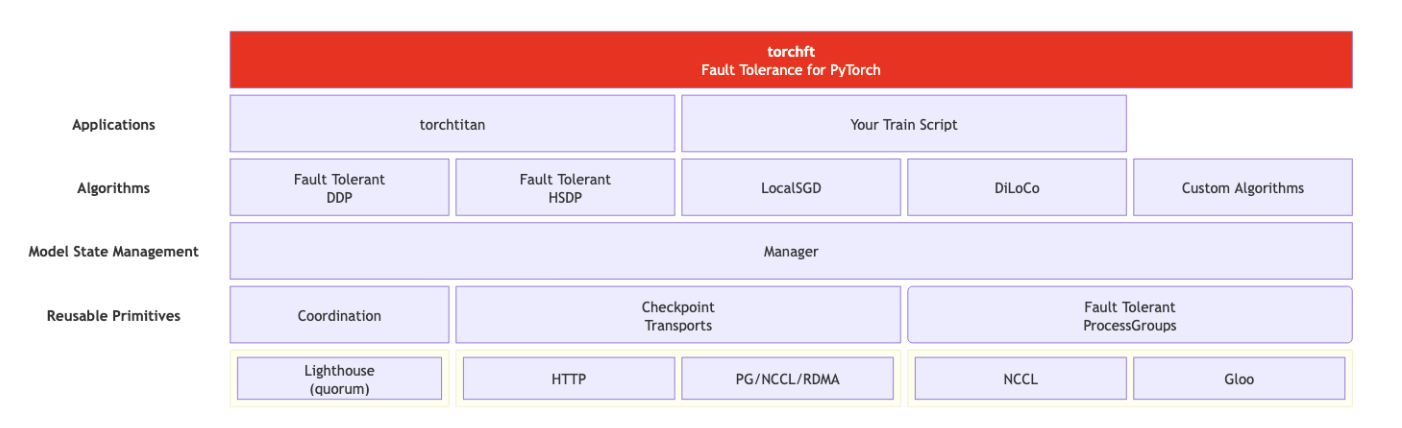 torchft
Fault Tolerance for PyTorch
Applications
torchtitan
Your Train Script
Algorithms
Fault Tolerant
DDP
Fault Tolerant
HSDP
LocalSGD
DiLoCo
Custom Algorithms
Model State Management
Manager
Reusable Primitives
Coordination
Checkpoint
Transports
Fault Tolerant
ProcessGroups
Lighthouse
(quorum)
HTTP
PG/NCCL/RDMA
NCCL
Gloo